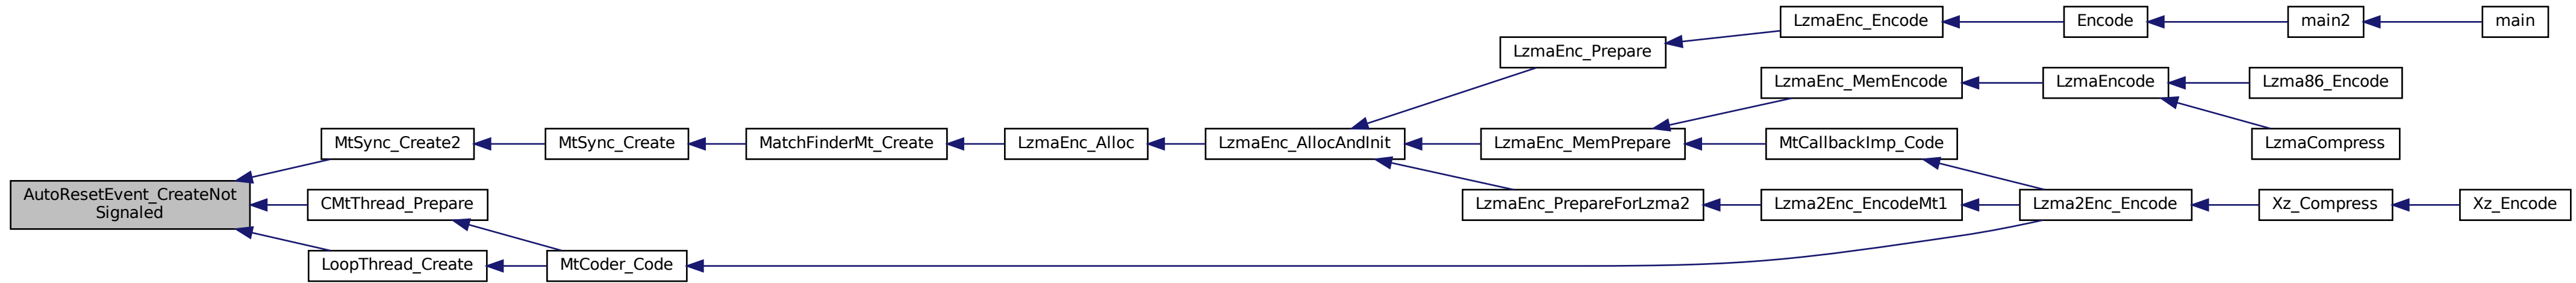 LzmaEnc_Encode
Encode
main2
main
LzmaEnc_Prepare
LzmaEnc_MemEncode
LzmaEncode
Lzma86_Encode
MtSync_Create2
MtSync_Create
MatchFinderMt_Create
LzmaEnc_Alloc
LzmaEnc_AllocAndInit
LzmaEnc_MemPrepare
MtCallbackImp_Code
LzmaCompress
AutoResetEvent_CreateNot
Signaled
CMtThread_Prepare
LzmaEnc_PrepareForLzma2
Lzma2Enc_EncodeMt1
Lzma2Enc_Encode
Xz_Compress
Xz_Encode
LoopThread_Create
MtCoder_Code